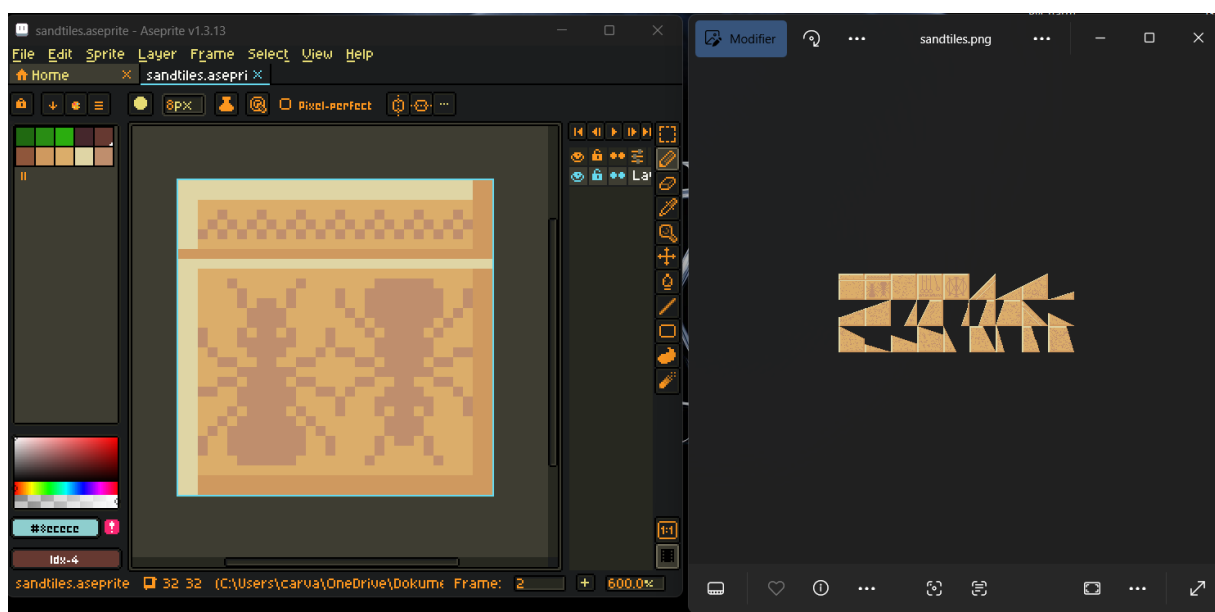 sandtiles.aseprite - Aseprite v1.3.13
File Edit Sprite Layer Frame Select View Help
Home
sandtiles.asepri
8px
Pixel-perfect
La
Idx-4
sandtiles.aseprite 32 32 (C:\Users\carva\OneDrive\Dokume Frame: 2 + 600.0%
1:1
Modifier
sandtiles.png